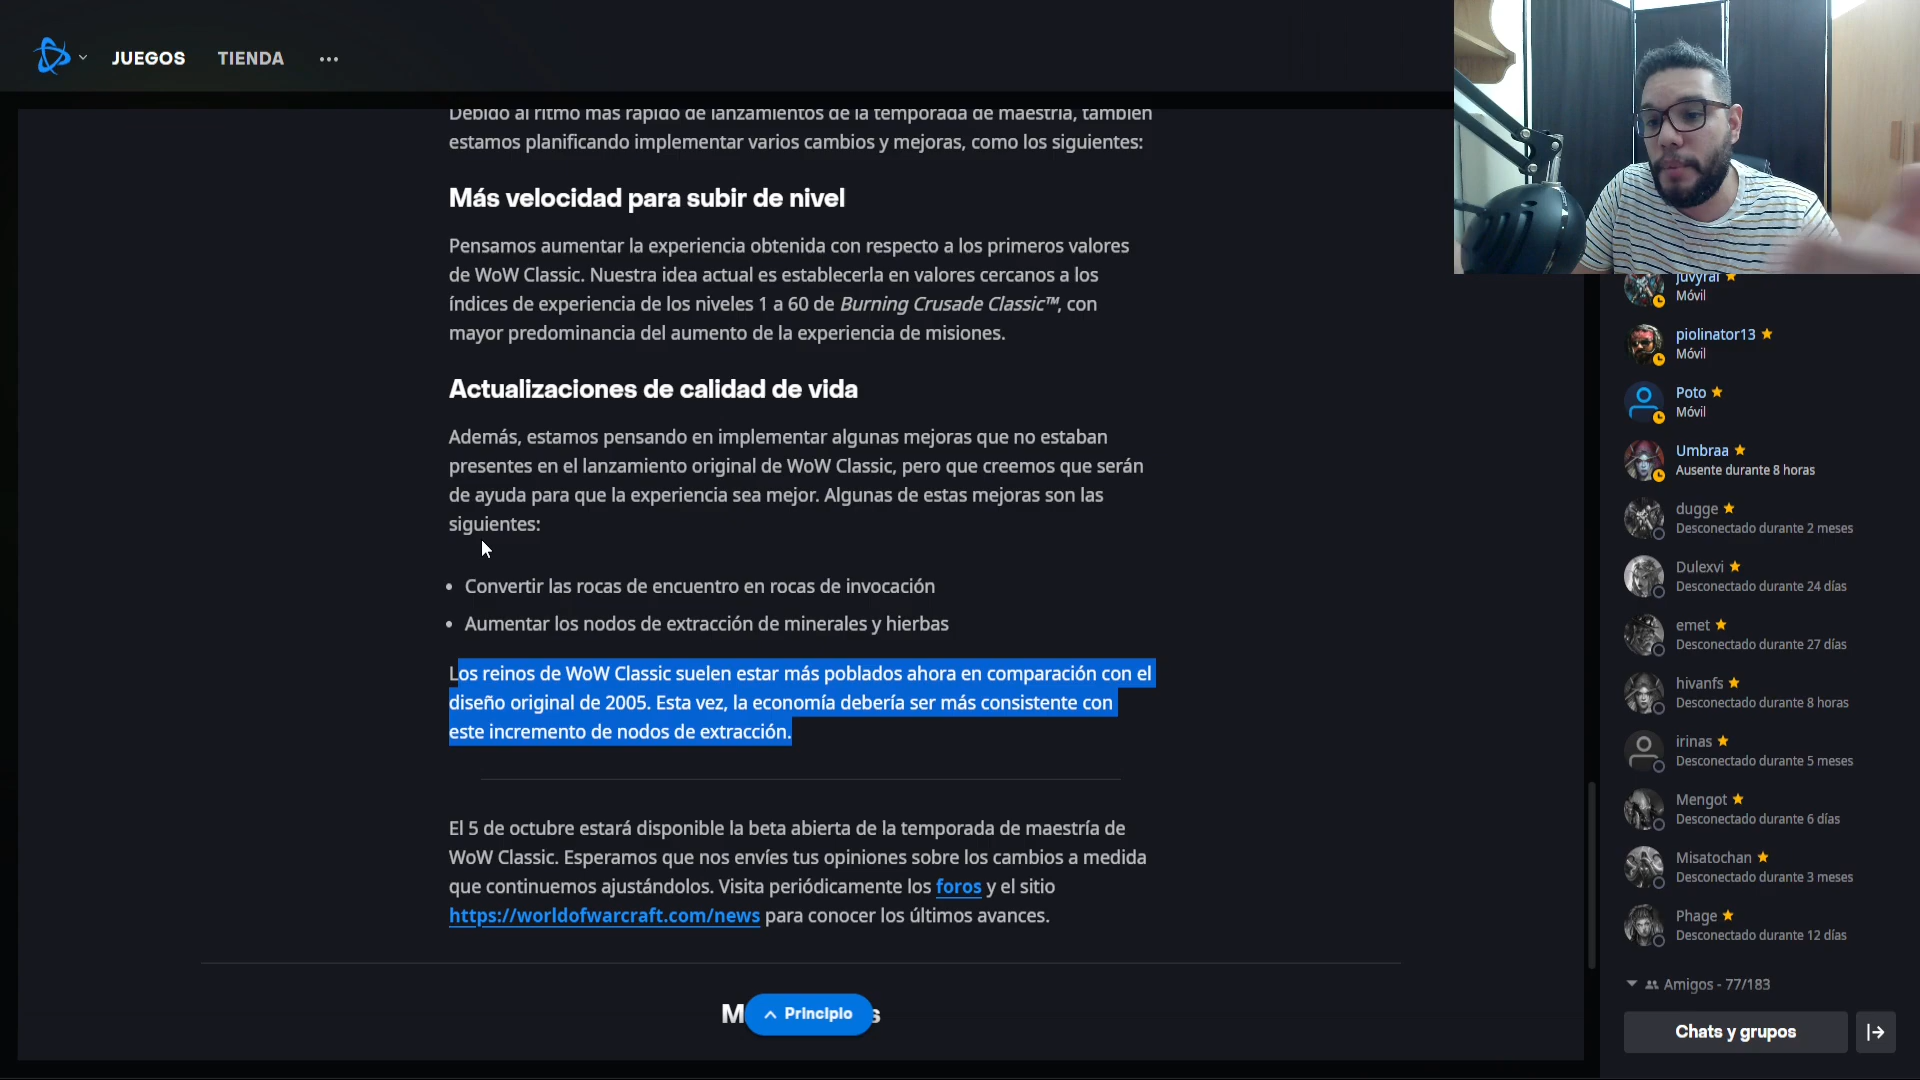 JUEGOS
TIENDA
Debido al ritmo más rápido de lanzamientos de la temporada de maestría, también
estamos planificando implementar varios cambios y mejoras, como los siguientes:
Más velocidad para subir de nivel
Pensamos aumentar la experiencia obtenida con respecto a los primeros valores
de WoW Classic. Nuestra idea actual es establecerla en valores cercanos a los
índices de experiencia de los niveles 1 a 60 de Burning Crusade Classic™, con
mayor predominancia del aumento de la experiencia de misiones.
Actualizaciones de calidad de vida
Además, estamos pensando en implementar algunas mejoras que no estaban
presentes en el lanzamiento original de WoW Classic, pero que creemos que serán
de ayuda para que la experiencia sea mejor. Algunas de estas mejoras son las
siguientes:
• Convertir las rocas de encuentro en rocas de invocación
• Aumentar los nodos de extracción de minerales y hierbas
Los reinos de WoW Classic suelen estar más poblados ahora en comparación con el
diseño original de 2005. Esta vez, la economía debería ser más consistente con
este incremento de nodos de extracción.
El 5 de octubre estará disponible la beta abierta de la temporada de maestría de
WoW Classic. Esperamos que nos envíes tus opiniones sobre los cambios a medida
que continuemos ajustándolos. Visita periódicamente los foros y el sitio
https://worldofwarcraft.com/news para conocer los últimos avances.
Principio
Móvil
piolinator13
Móvil
Poto
Móvil
Umbraa
Ausente durante 8 horas
dugge
Desconectado durante 2 meses
Dulexvi
Desconectado durante 24 días
emet
Desconectado durante 27 días
hivanfs
Desconectado durante 8 horas
irinas
Desconectado durante 5 meses
Mengot
Desconectado durante 6 días
Misatochan
Desconectado durante 3 meses
Phage
Desconectado durante 12 días
Amigos - 77/183
Chats y grupos